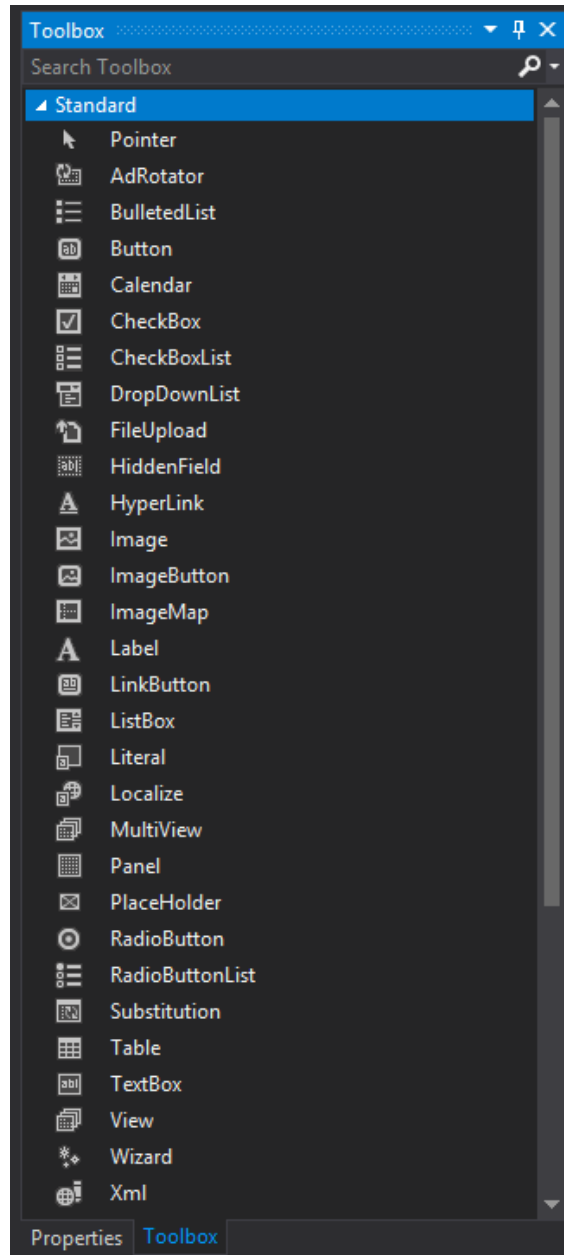 Toolbox
Search Toolbox
Standard
Pointer
AdRotator
BulletedList
Button
Calendar
CheckBox
CheckBoxList
DropDownList
FileUpload
HiddenField
HyperLink
Image
ImageButton
ImageMap
Label
LinkButton
ListBox
Literal
Localize
MultiView
Panel
PlaceHolder
RadioButton
RadioButtonList
Substitution
Table
TextBox
View
Wizard
Xml
Properties Toolbox